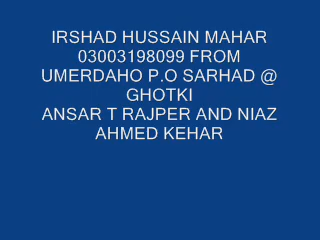 IRSHAD HUSSAIN MAHAR
03003198099 FROM
UMERDAHO P.O SARHAD @
GHOTKI
ANSAR T RAJPER AND NIAZ
AHMED KEHAR